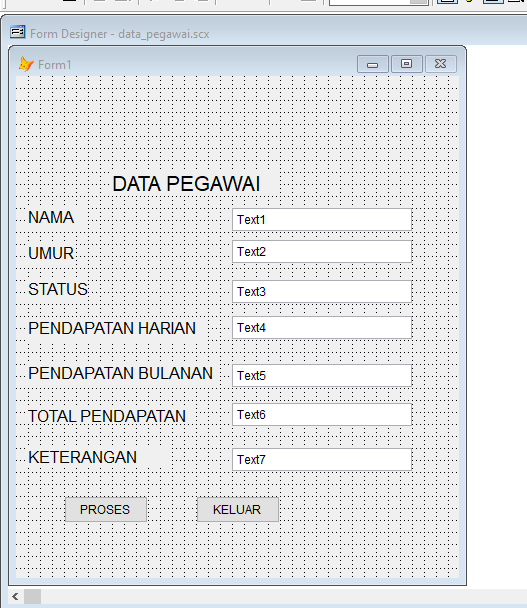 Form Designer - data_pegawai.scx
Form1
DATA PEGAWAI
NAMA Text1
UMUR Text2
STATUS Text3
PENDAPATAN HARIAN Text4
PENDAPATAN BULANAN Text5
TOTAL PENDAPATAN Text6
KETERANGAN Text7
PROSES KELUAR